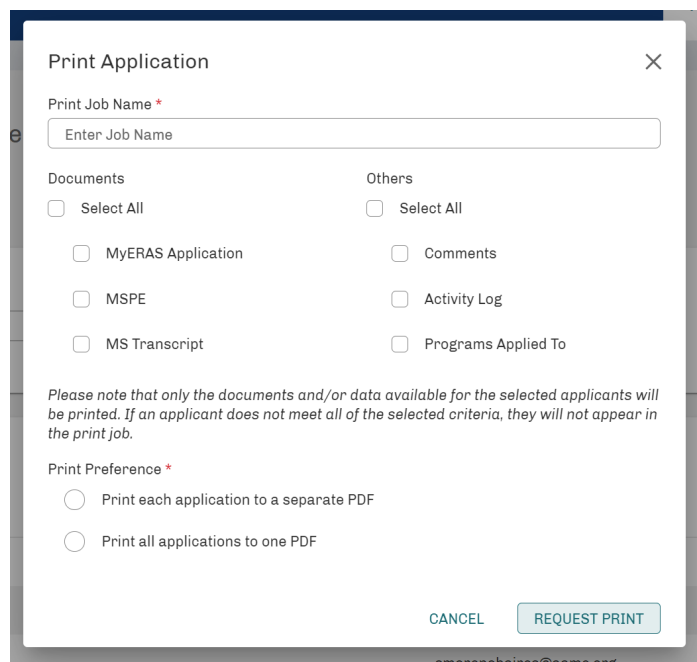 Print Application
Print Job Name *
Enter Job Name
Documents
Others
Select All
Select All
MyERAS Application
Comments
MSPE
Activity Log
MS Transcript
Programs Applied To
Please note that only the documents and/or data available for the selected applicants will
be printed. If an applicant does not meet all of the selected criteria, they will not appear in
the print job.
Print Preference *
Print each application to a separate PDF
Print all applications to one PDF
CANCEL
REQUEST PRINT